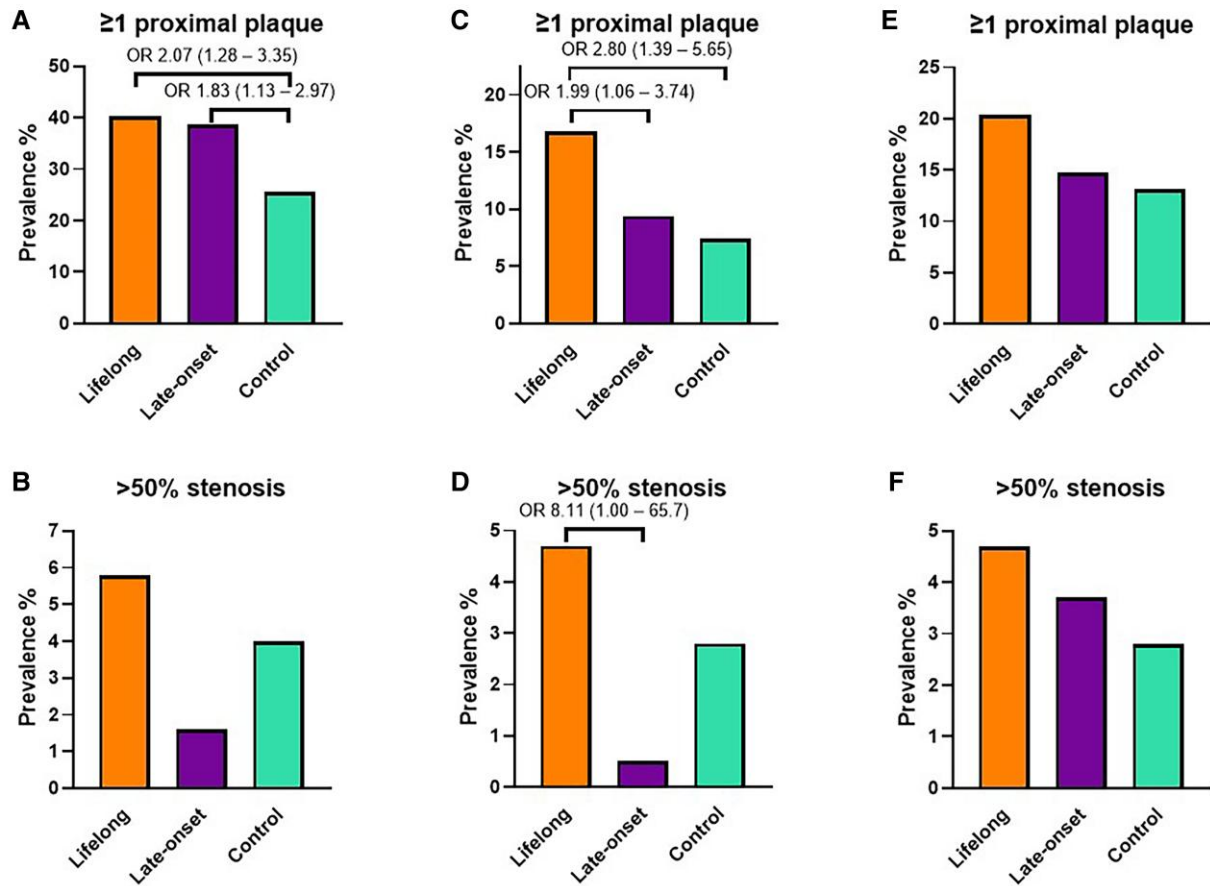 A
≥1 proximal plaque
OR 2.07 (1.28 – 3.35)
OR 1.83 (1.13 – 2.97)
Prevalence %
50
40
30
20
10
0
Lifelong
Late-onset
Control
C
≥1 proximal plaque
OR 2.80 (1.39 – 5.65)
OR 1.99 (1.06 – 3.74)
Prevalence %
20
15
10
5
0
Lifelong
Late-onset
Control
E
≥1 proximal plaque
Prevalence %
25
20
15
10
5
0
Lifelong
Late-onset
Control
B
>50% stenosis
Prevalence %
7
6
5
4
3
2
1
0
Lifelong
Late-onset
Control
D
>50% stenosis
OR 8.11 (1.00 – 65.7)
Prevalence %
5
4
3
2
1
0
Lifelong
Late-onset
Control
F
>50% stenosis
Prevalence %
5
4
3
2
1
0
Lifelong
Late-onset
Control